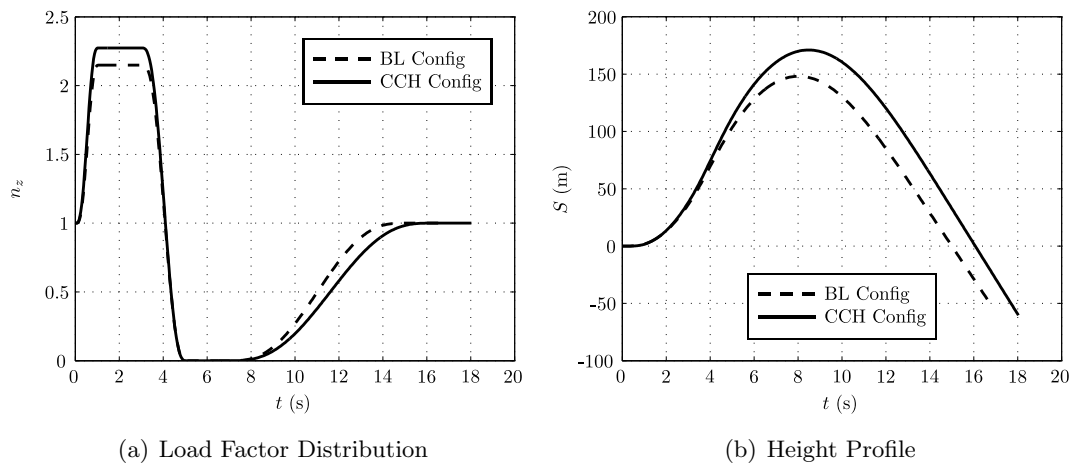 2.5
2
1.5
1
0.5
0
n_z
BL Config
CCH Config
0 2 4 6 8 10 12 14 16 18 20
t (s)
(a) Load Factor Distribution
200
150
100
50
0
-50
-100
S (m)
BL Config
CCH Config
0 2 4 6 8 10 12 14 16 18 20
t (s)
(b) Height Profile